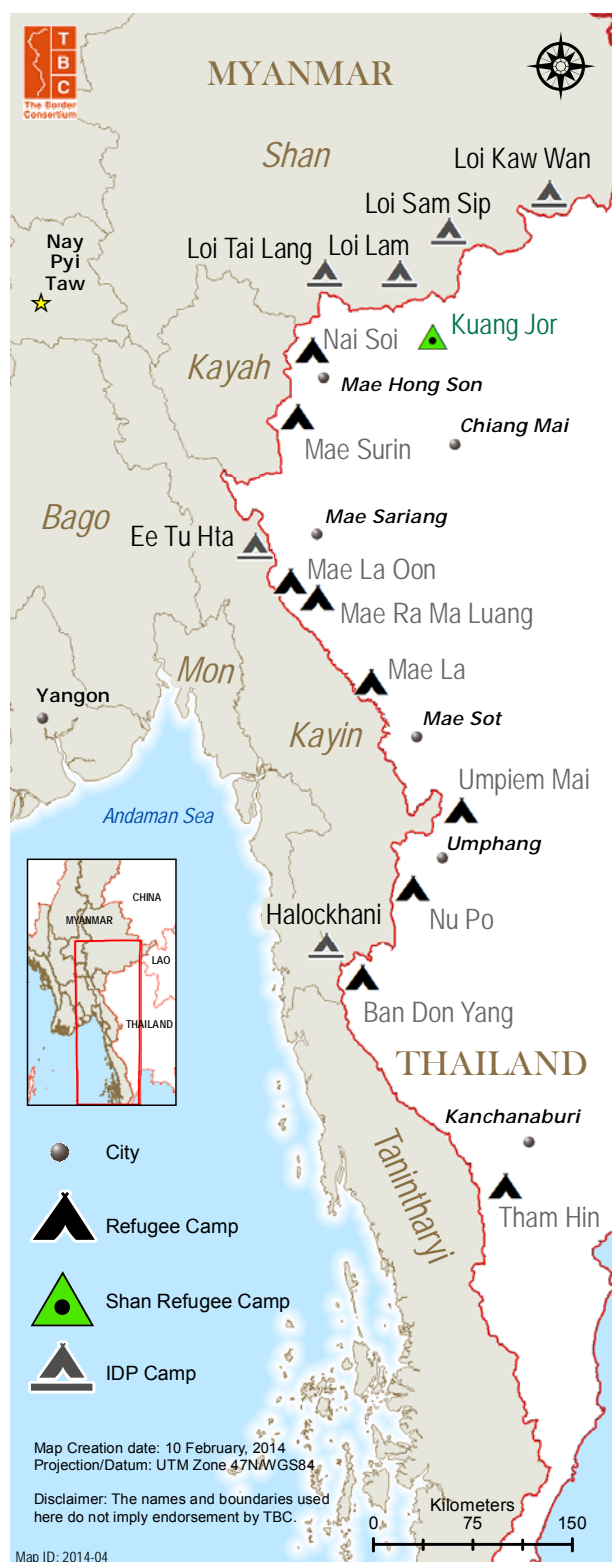 T
B
C
The Border
Consortium
MYANMAR
Shan
Loi Kaw Wan
Loi Sam Sip
Loi Tai Lang
Loi Lam
Nay
Pyi
Taw
Kuang Jor
Nai Soi
Kayah
Mae Hong Son
Chiang Mai
Mae Surin
Bago
Mae Sariang
Ee Tu Hta
Mae La Oon
Mae Ra Ma Luang
Mon
Mae La
Yangon
Kayin
Mae Sot
Umpiem Mai
Andaman Sea
Umphang
CHINA
MYANMAR
LAO
THAILAND
Halockhani
Nu Po
Ban Don Yang
THAILAND
Kanchanaburi
Tanintharyi
Tham Hin
City
Refugee Camp
Shan Refugee Camp
IDP Camp
Map Creation date: 10 February, 2014
Projection/Datum: UTM Zone 47N/WGS84
Disclaimer: The names and boundaries used
here do not imply endorsement by TBC.
Kilometers
0 75 150
Map ID: 2014-04